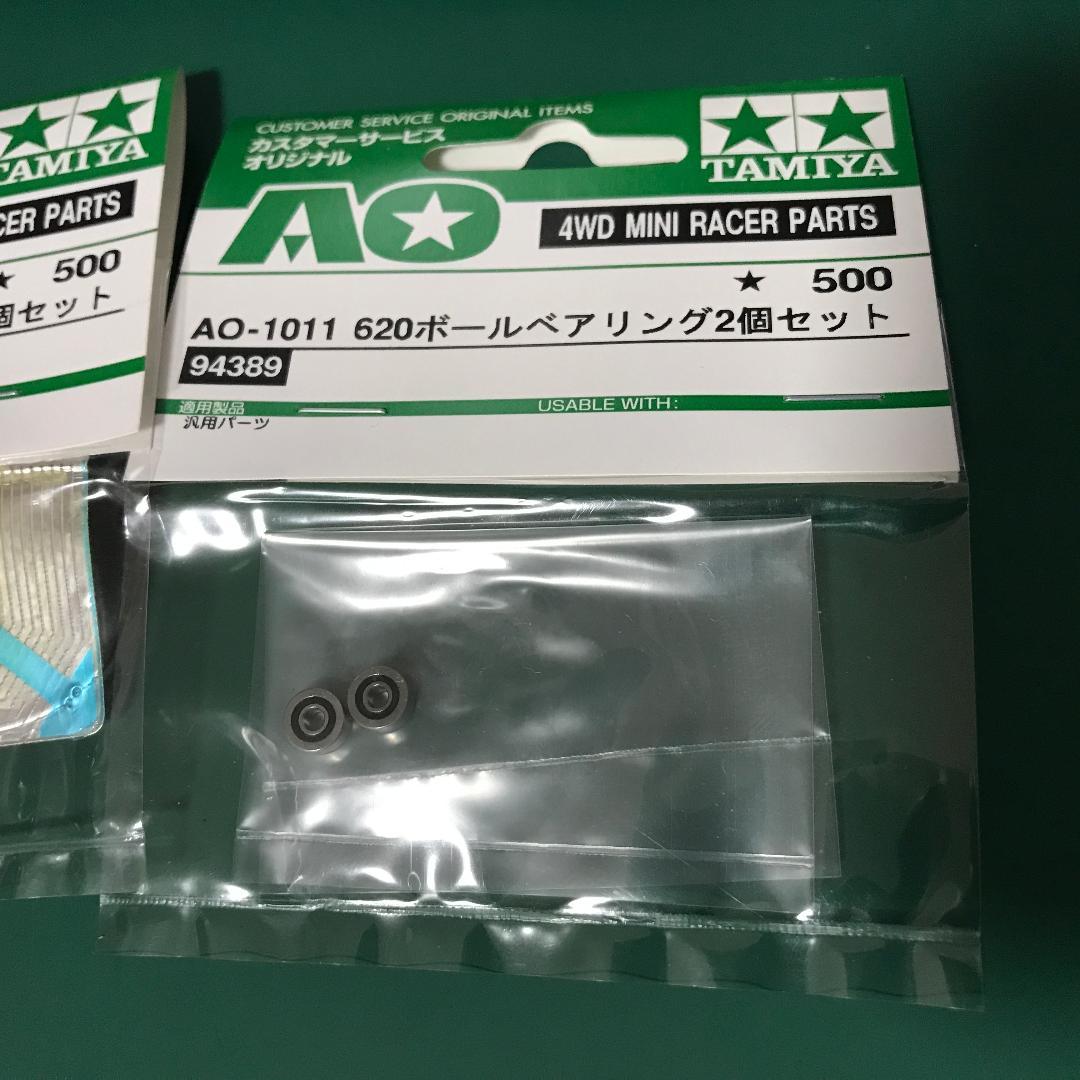 TAMIYA
CER PARTS
★ 500
個セット
CUSTOMER SERVICE ORIGINAL ITEMS
カスタマーサービス
オリジナル
TAMIYA
AO
4WD MINI RACER PARTS
★ 500
AO-1011 620ボールベアリング2個セット
94389
適用製品
USABLE WITH:
汎用パーツ